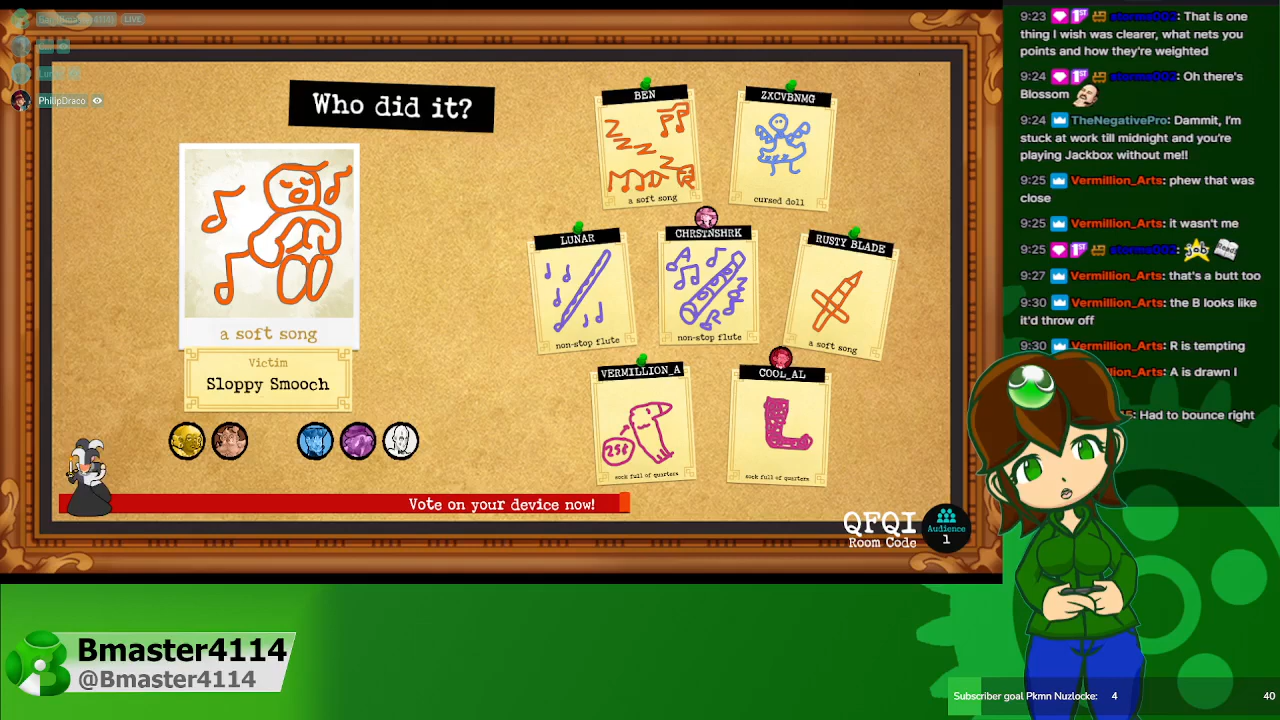 LIVE
PhilipDraco
Who did it?
a soft song
Victim
Sloppy Smooch
BEN
a soft song
ZXCVBNMG
cursed doll
LUNAR
non-stop flute
CHRSTNSHRK
non-stop flute
RUSTY BLADE
a soft song
VERMILLION_A
25¢
sock full of quarters
COOL_AL
sock full of quarters
Vote on your device now!
QFQI
Room Code
Audience
1
9:23 storms002: That is one
thing I wish was clearer, what nets you
points and how they're weighted
9:24 storms002: Oh there's
Blossom
9:24 TheNegativePro: Dammit, I'm
stuck at work till midnight and you're
playing Jackbox without me!!
9:25 Vermillion_Arts: phew that was
close
9:25 Vermillion_Arts: it wasn't me
9:25 storms002:
9:27 Vermillion_Arts: that's a butt too
9:30 Vermillion_Arts: the B looks like
it'd throw off
9:30 Vermillion_Arts: R is tempting
Vermillion_Arts: A is drawn I
: Had to bounce right
Bmaster4114
@Bmaster4114
Subscriber goal Pkmn Nuzlocke: 4 40